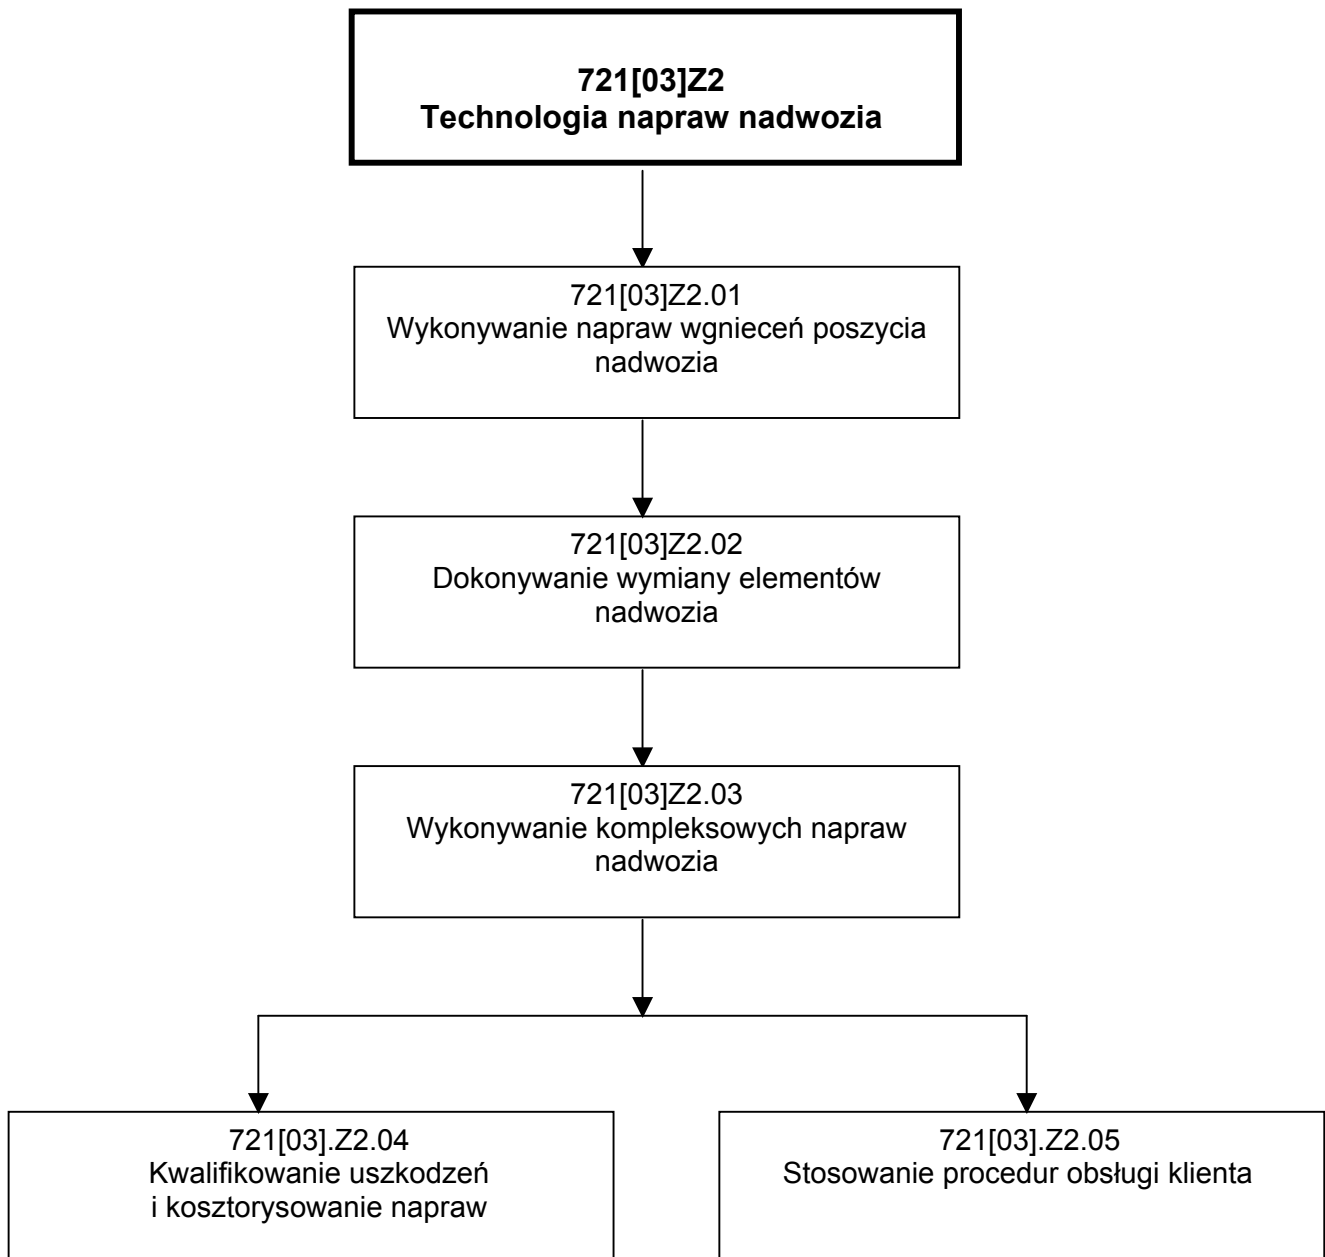 721[03]Z2
Technologia napraw nadwozia
721[03]Z2.01
Wykonywanie napraw wgnieceń poszycia
nadwozia
721[03]Z2.02
Dokonywanie wymiany elementów
nadwozia
721[03]Z2.03
Wykonywanie kompleksowych napraw
nadwozia
721[03].Z2.04
Kwalifikowanie uszkodzeń
i kosztorysowanie napraw
721[03].Z2.05
Stosowanie procedur obsługi klienta